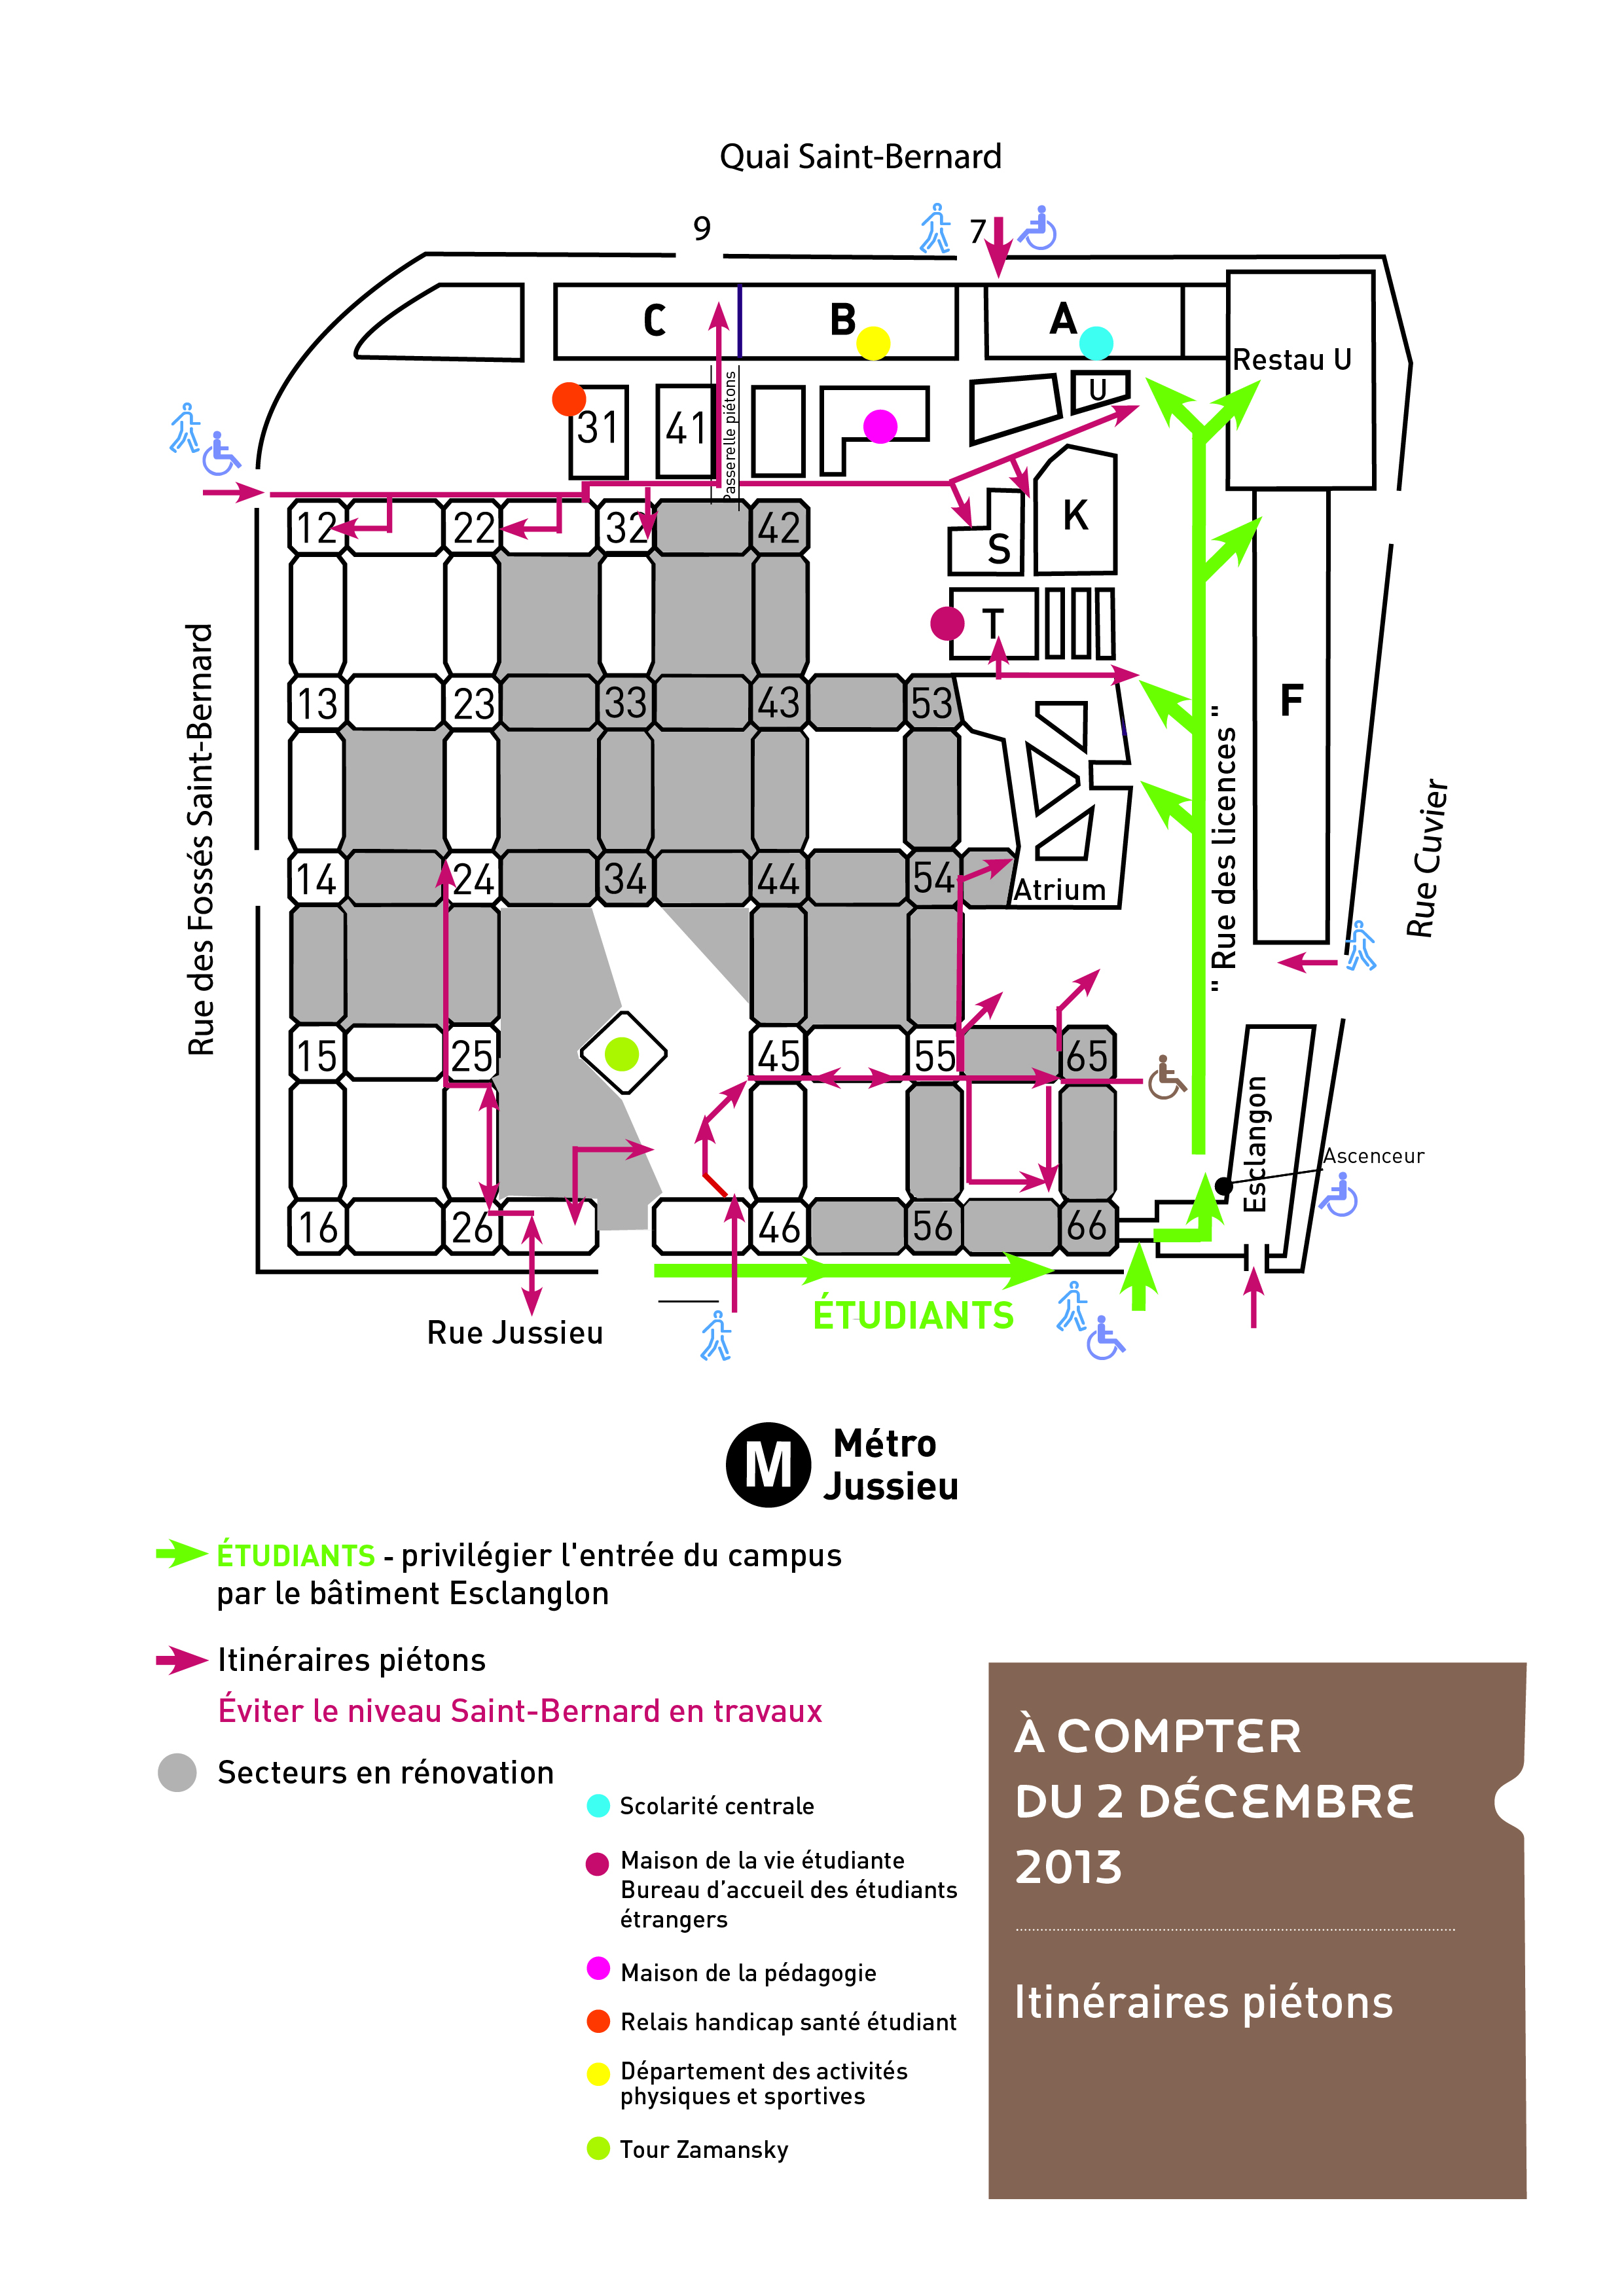 Quai Saint-Bernard
9
7
C
B
A
Restau U
U
31
41
Passerelle piétons
12
22
32
42
S
K
T
13
23
33
43
53
F
Rue des Fossés Saint-Bernard
" Rue des licences "
Rue Cuvier
14
24
34
44
54
Atrium
15
25
45
55
65
Esclangon
Ascenceur
16
26
46
56
66
ÉTUDIANTS
Rue Jussieu
M
Métro
Jussieu
ÉTUDIANTS - privilégier l'entrée du campus
par le bâtiment Esclanglon
Itinéraires piétons
Éviter le niveau Saint-Bernard en travaux
Secteurs en rénovation
Scolarité centrale
Maison de la vie étudiante
Bureau d’accueil des étudiants
étrangers
Maison de la pédagogie
Relais handicap santé étudiant
Département des activités
physiques et sportives
Tour Zamansky
À COMPTER
DU 2 DÉCEMBRE
2013
Itinéraires piétons